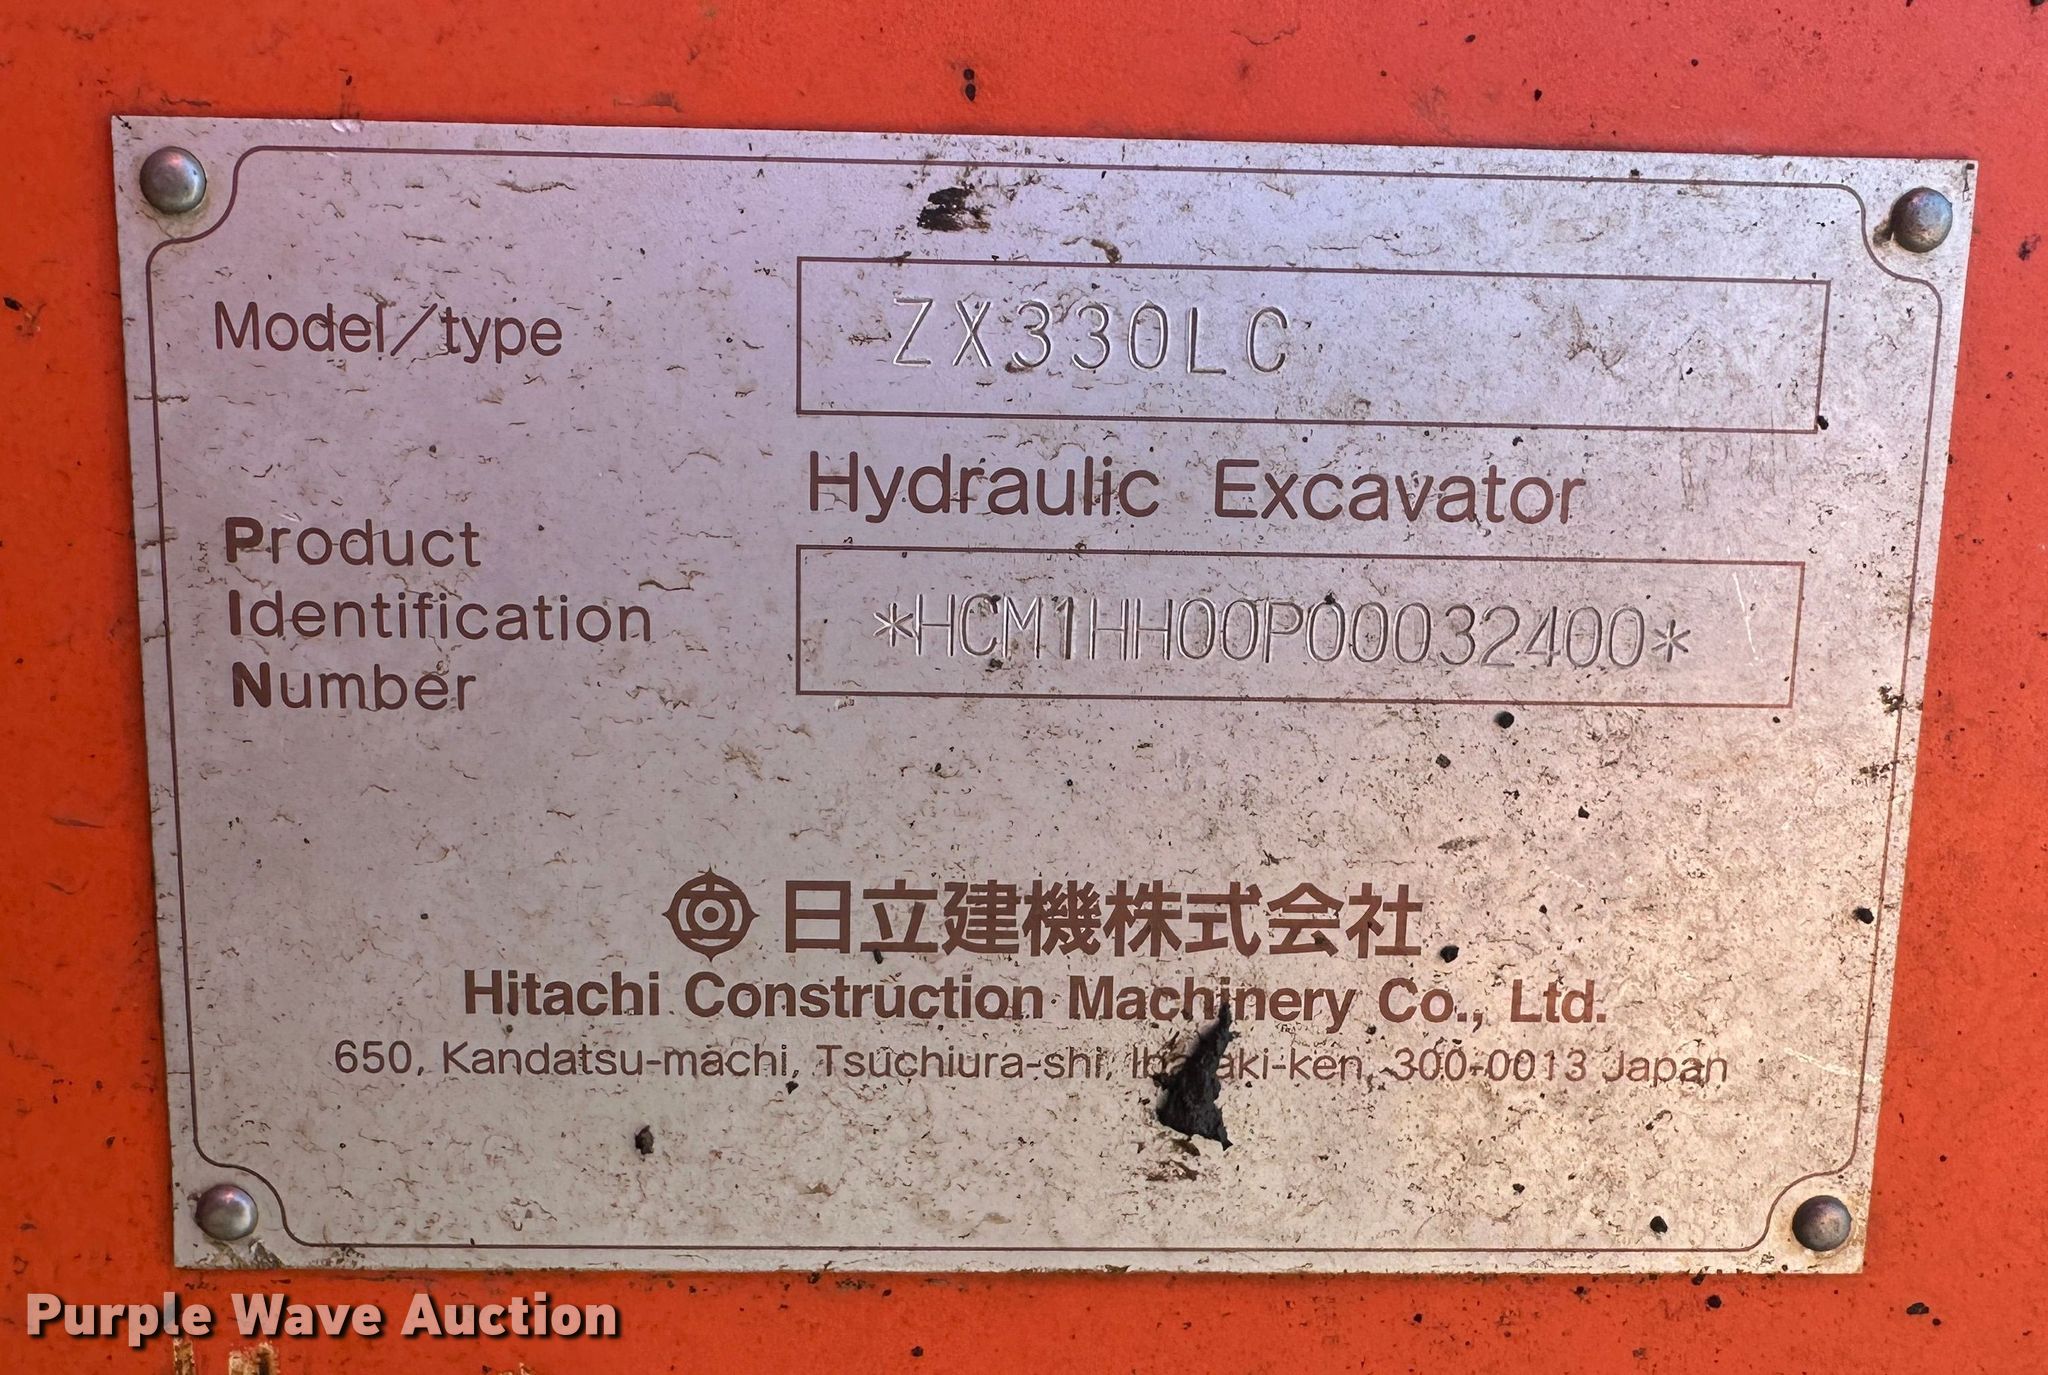 Model/type
ZX330LC
Hydraulic Excavator
Product
Identification
Number
*HCM1HH00P00032400*
日立建機株式会社
Hitachi Construction Machinery Co., Ltd.
650, Kandatsu-machi, Tsuchiura-shi, 300-0013 Japan
Purple Wave Auction